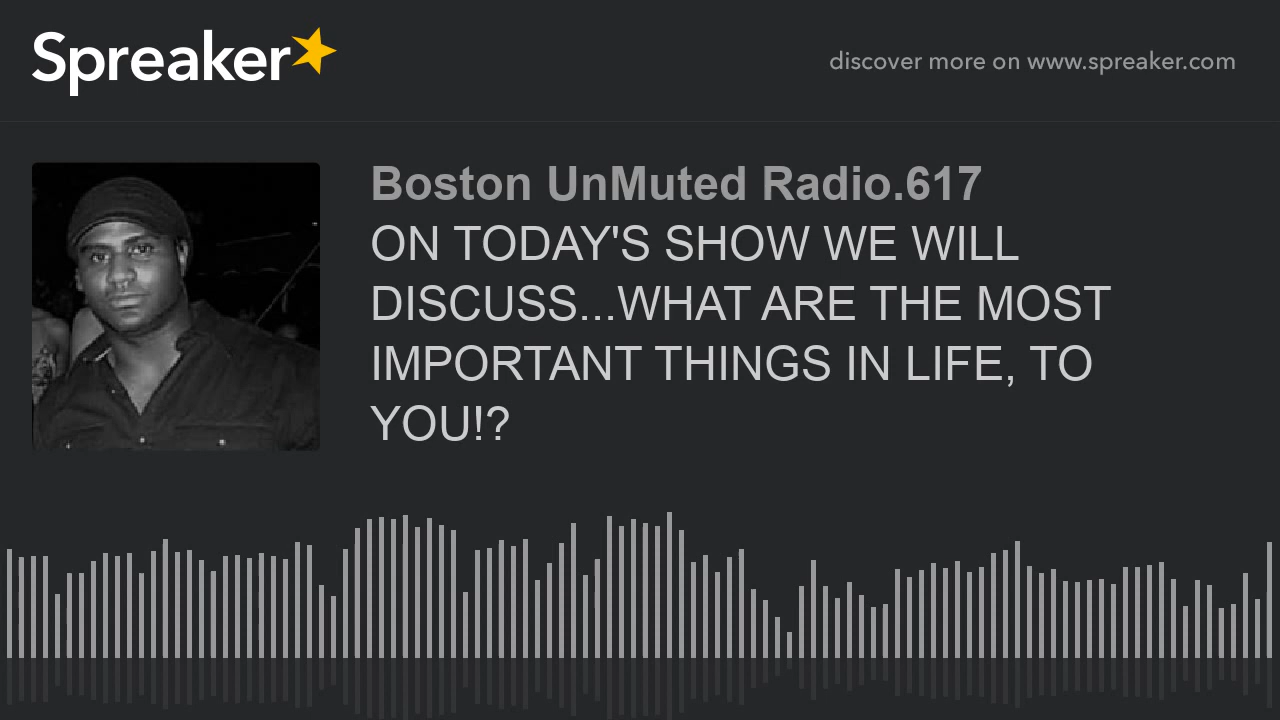 Spreaker
discover more on www.spreaker.com
Boston UnMuted Radio.617
ON TODAY'S SHOW WE WILL
DISCUSS...WHAT ARE THE MOST
IMPORTANT THINGS IN LIFE, TO
YOU!?